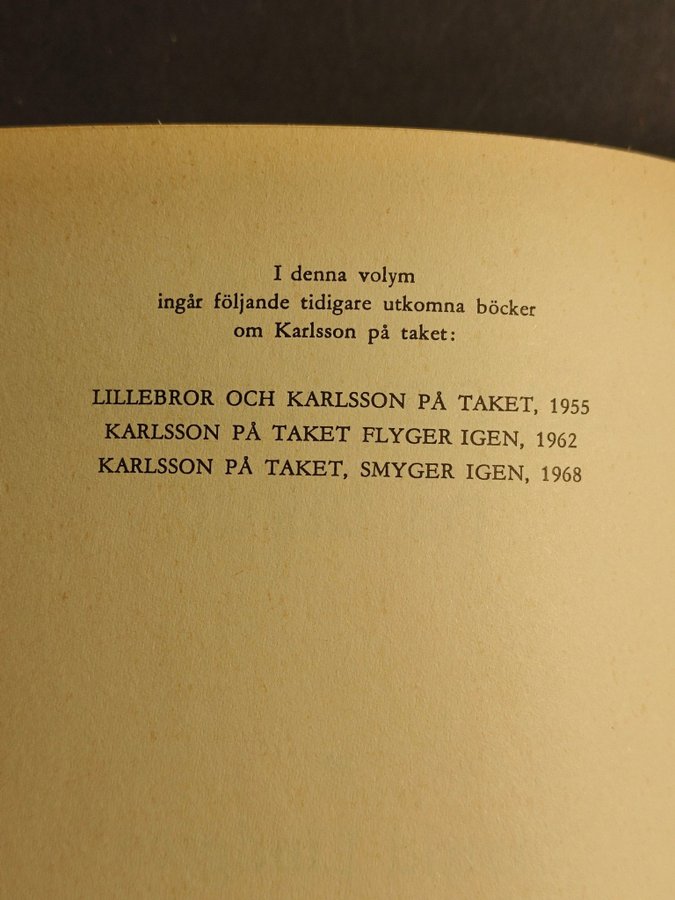 I denna volym
ingår följande tidigare utkomna böcker
om Karlsson på taket:
LILLEBROR OCH KARLSSON PÅ TAKET, 1955
KARLSSON PÅ TAKET FLYGER IGEN, 1962
KARLSSON PÅ TAKET, SMYGER IGEN, 1968